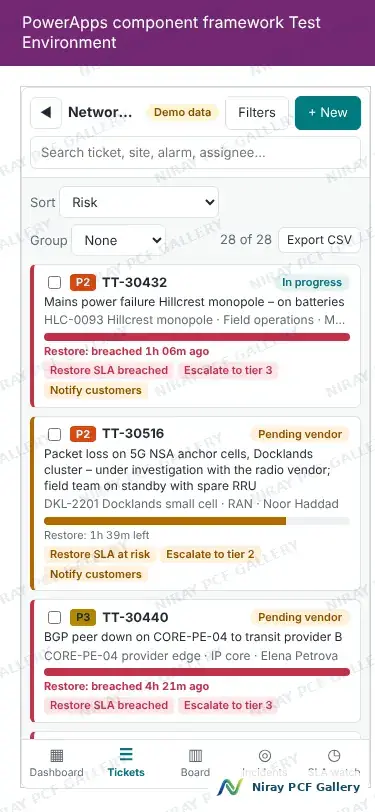 PowerApps component framework Test
Environment
◀ Networ... Demo data Filters + New
Search ticket, site, alarm, assignee...
Sort Risk
Group None 28 of 28 Export CSV
P2 TT-30432 In progress
Mains power failure Hillcrest monopole – on batteries
HLC-0093 Hillcrest monopole · Field operations · M...
Restore: breached 1h 06m ago
Restore SLA breached Escalate to tier 3
Notify customers
P2 TT-30516 Pending vendor
Packet loss on 5G NSA anchor cells, Docklands
cluster – under investigation with the radio vendor;
field team on standby with spare RRU
DKL-2201 Docklands small cell · RAN · Noor Haddad
Restore: 1h 39m left
Restore SLA at risk Escalate to tier 2
Notify customers
P3 TT-30440 Pending vendor
BGP peer down on CORE-PE-04 to transit provider B
CORE-PE-04 provider edge · IP core · Elena Petrova
Restore: breached 4h 21m ago
Restore SLA breached Escalate to tier 3
Dashboard Tickets Board Incidents SLA watch
Niray PCF Gallery
NIRAY PCF GALLERY